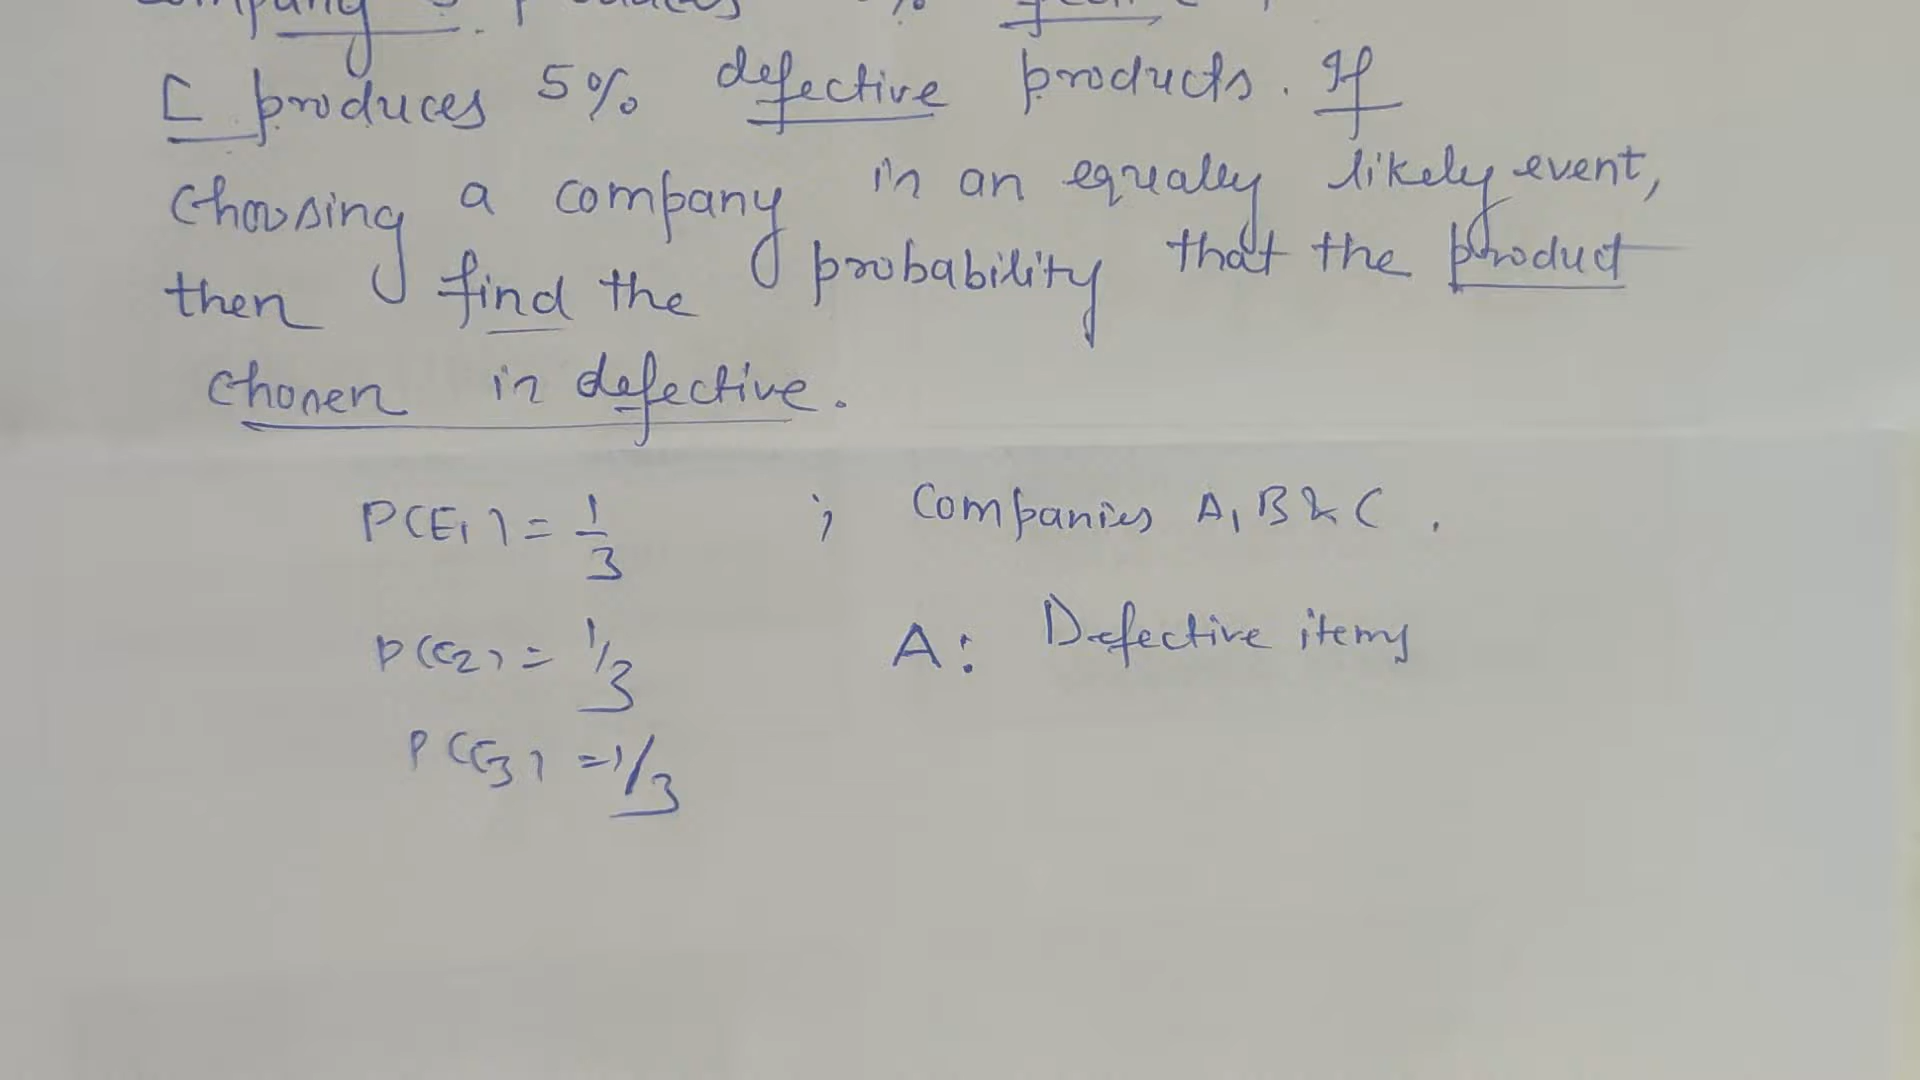 C produces 5% defective products. If
choosing a company in an equally likely event,
then find the probability that the product
chosen is defective.
P(E1) = 1/3 ; Companies A, B & C.
P(E2) = 1/3 A: Defective items
P(E3) = 1/3